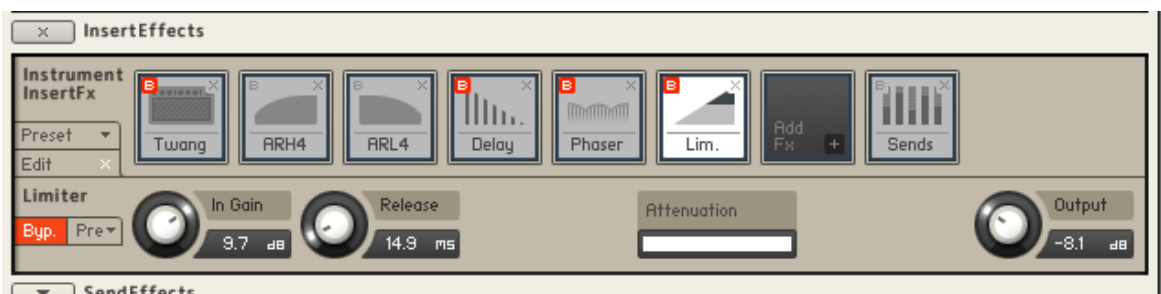 × InsertEffects
Instrument
InsertFx
B × B × B × B × B × B × B ×
Twang ARH4 ARL4 Delay Phaser Lim. Add
Fx + Sends
Preset ▼
Edit ×
Limiter
Byp. Pre▼
In Gain
9.7 dB
Release
14.9 ms
Attenuation
Output
-8.1 dB
▼ SendEffects